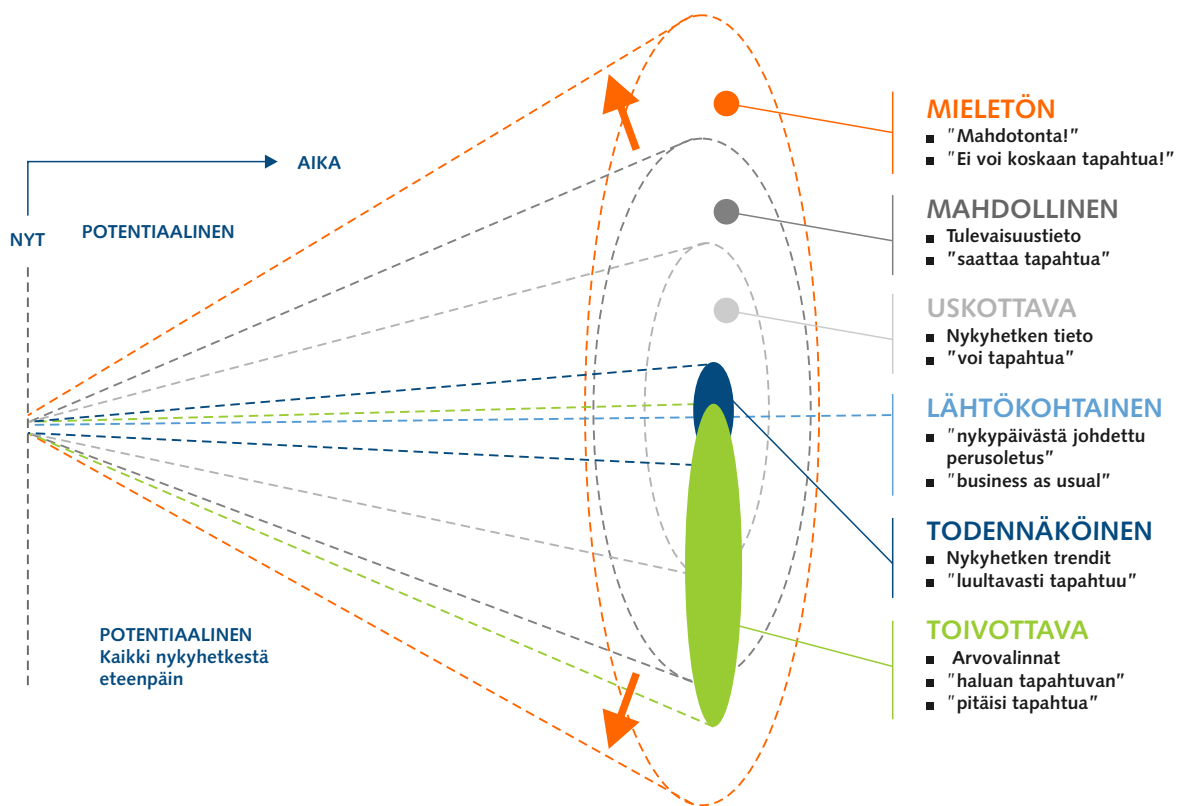 AIKA
NYT
POTENTIAALINEN
POTENTIAALINEN
Kaikki nykyhetkestä
eteenpäin
MIELETÖN
"Mahdotonta!"
"Ei voi koskaan tapahtua!"
MAHDOLLINEN
Tulevaisuustieto
"saattaa tapahtua"
USKOTTAVA
Nykyhetken tieto
"voi tapahtua"
LÄHTÖKOHTAINEN
"nykypäivästä johdettu
perusoletus"
"business as usual"
TODENNÄKÖINEN
Nykyhetken trendit
"luultavasti tapahtuu"
TOIVOTTAVA
Arvovalinnat
"haluan tapahtuvan"
"pitäisi tapahtua"